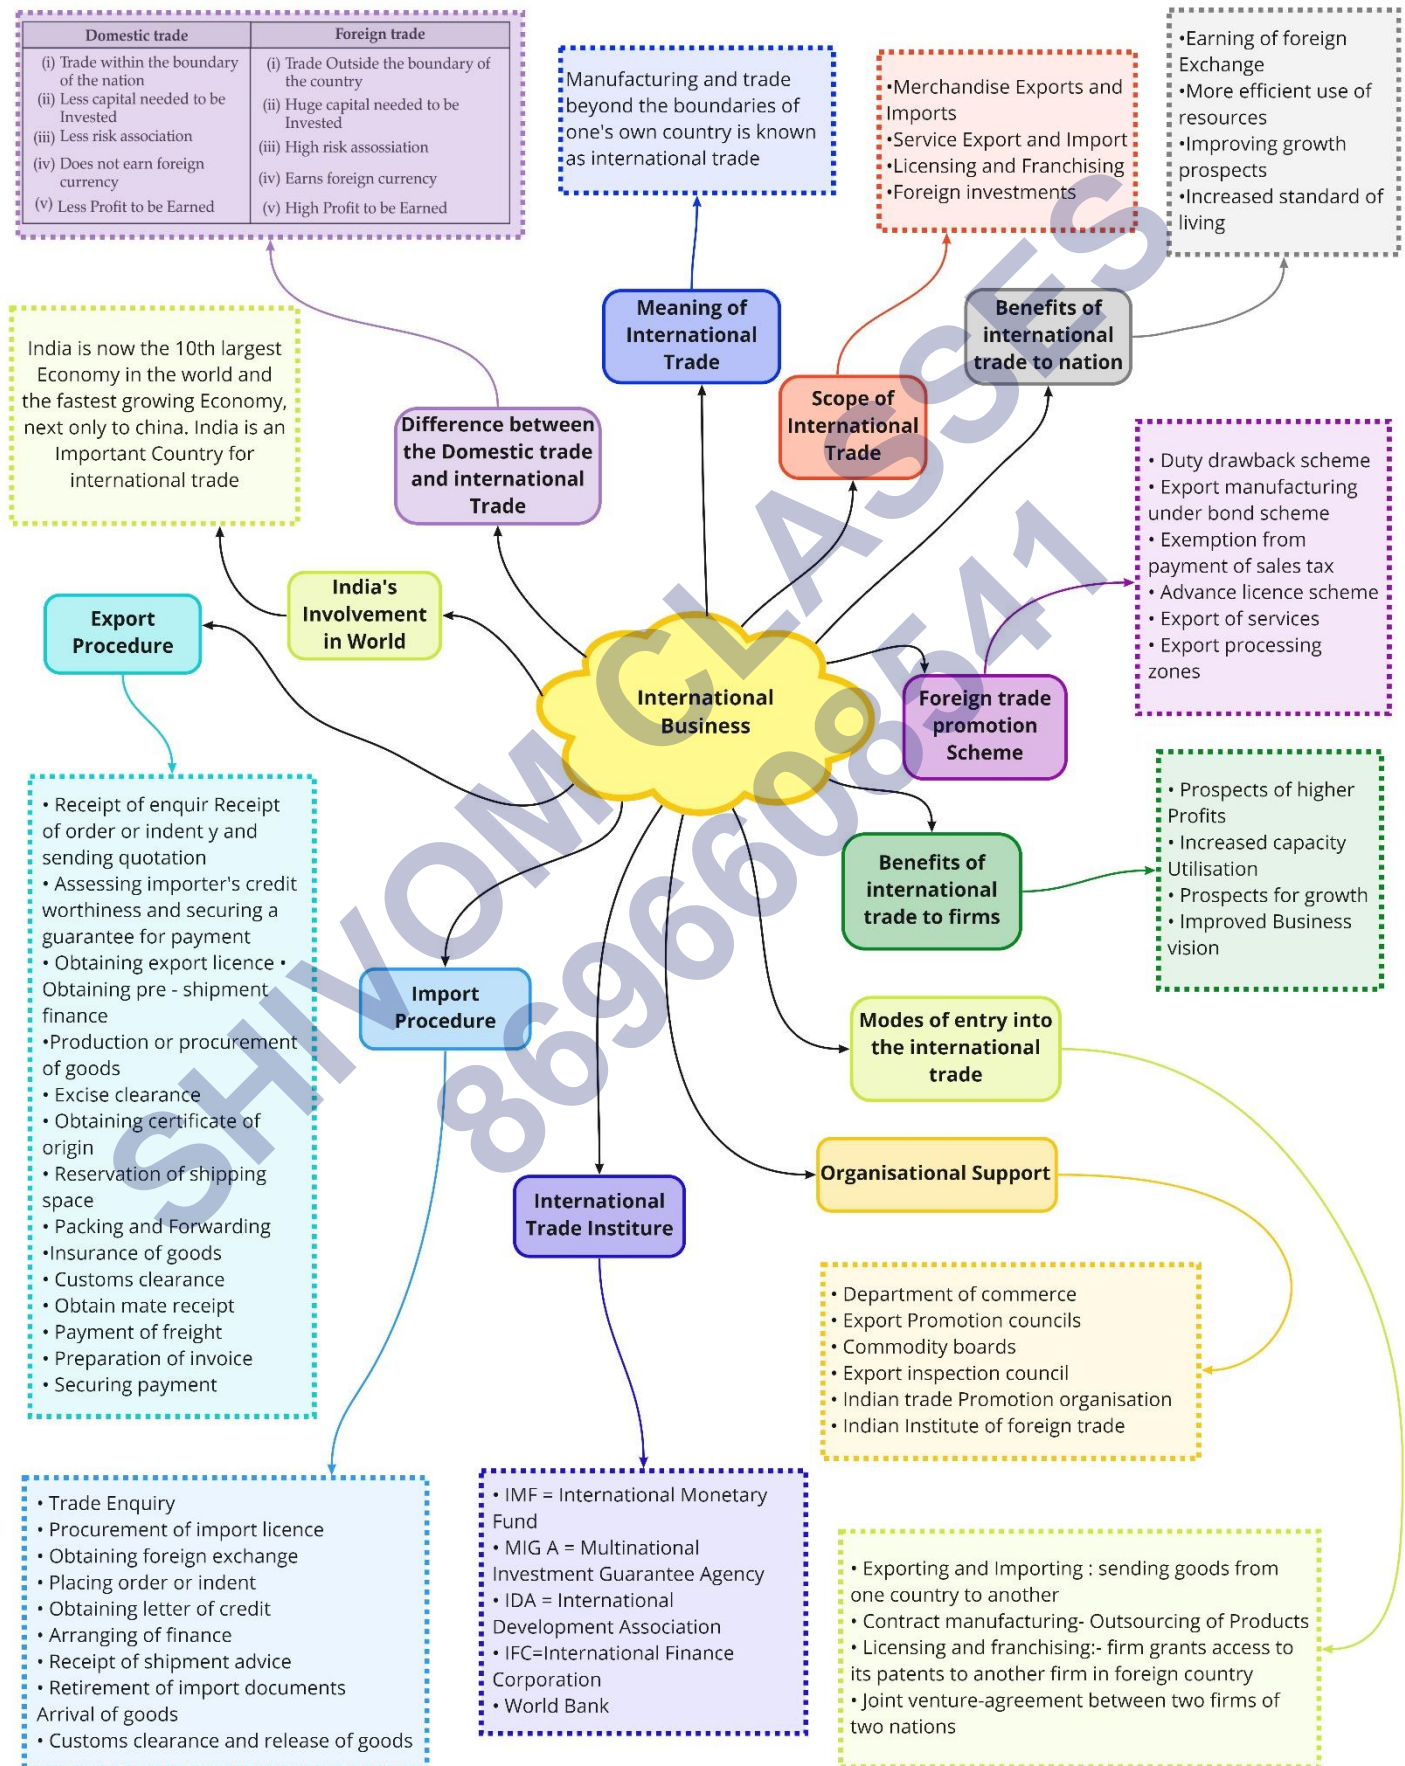 Domestic trade
(i) Trade within the boundary
of the nation
(ii) Less capital needed to be
Invested
(iii) Less risk association
(iv) Does not earn foreign
currency
(v) Less Profit to be Earned
Foreign trade
(i) Trade Outside the boundary of
the country
(ii) Huge capital needed to be
Invested
(iii) High risk assossiation
(iv) Earns foreign currency
(v) High Profit to be Earned
Manufacturing and trade
beyond the boundaries of
one's own country is known
as international trade
•Merchandise Exports and
Imports
•Service Export and Import
•Licensing and Franchising
•Foreign investments
•Earning of foreign
Exchange
•More efficient use of
resources
•Improving growth
prospects
•Increased standard of
living
Meaning of
International
Trade
Benefits of
international
trade to nation
Scope of
International
Trade
India is now the 10th largest
Economy in the world and
the fastest growing Economy,
next only to china. India is an
Important Country for
international trade
Difference between
the Domestic trade
and international
Trade
• Duty drawback scheme
• Export manufacturing
under bond scheme
• Exemption from
payment of sales tax
• Advance licence scheme
• Export of services
• Export processing
zones
India's
Involvement
in World
Export
Procedure
International
Business
Foreign trade
promotion
Scheme
• Receipt of enquir Receipt
of order or indent y and
sending quotation
• Assessing importer's credit
worthiness and securing a
guarantee for payment
• Obtaining export licence •
Obtaining pre - shipment
finance
•Production or procurement
of goods
• Excise clearance
• Obtaining certificate of
origin
• Reservation of shipping
space
• Packing and Forwarding
•Insurance of goods
• Customs clearance
• Obtain mate receipt
• Payment of freight
• Preparation of invoice
• Securing payment
Benefits of
international
trade to firms
• Prospects of higher
Profits
• Increased capacity
Utilisation
• Prospects for growth
• Improved Business
vision
Import
Procedure
Modes of entry into
the international
trade
Organisational Support
International
Trade Institure
• Department of commerce
• Export Promotion councils
• Commodity boards
• Export inspection council
• Indian trade Promotion organisation
• Indian Institute of foreign trade
• Trade Enquiry
• Procurement of import licence
• Obtaining foreign exchange
• Placing order or indent
• Obtaining letter of credit
• Arranging of finance
• Receipt of shipment advice
• Retirement of import documents
Arrival of goods
• Customs clearance and release of goods
• IMF = International Monetary
Fund
• MIG A = Multinational
Investment Guarantee Agency
• IDA = International
Development Association
• IFC=International Finance
Corporation
• World Bank
• Exporting and Importing : sending goods from
one country to another
• Contract manufacturing- Outsourcing of Products
• Licensing and franchising:- firm grants access to
its patents to another firm in foreign country
• Joint venture-agreement between two firms of
two nations
SHIVOM CLASSES
8696608541